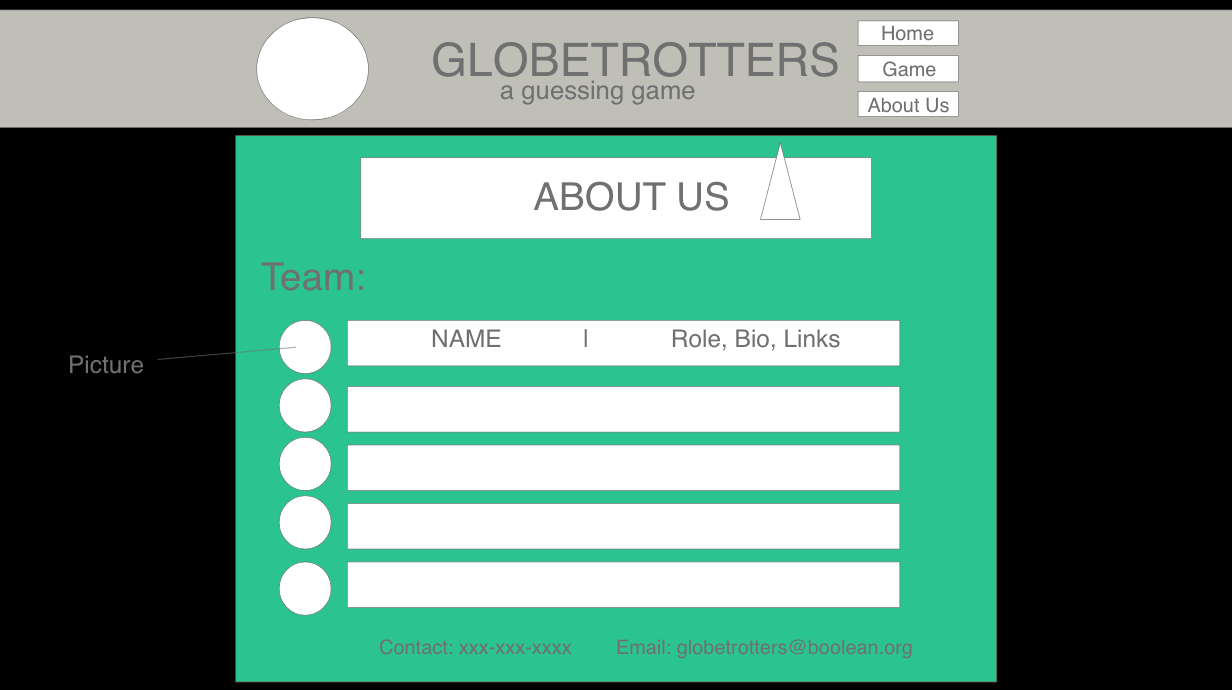 GLOBETROTTERS
a guessing game
Home
Game
About Us
ABOUT US
Team:
NAME | Role, Bio, Links
Picture
Contact: xxx-xxx-xxxx Email: globetrotters@boolean.org